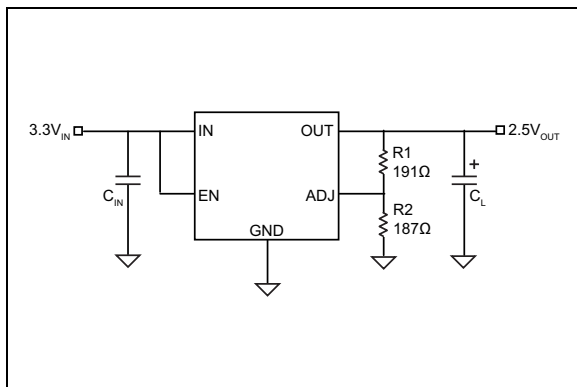 3.3V_IN
IN
OUT
2.5V_OUT
R1
191Ω
+
C_IN
EN
ADJ
C_L
R2
187Ω
GND